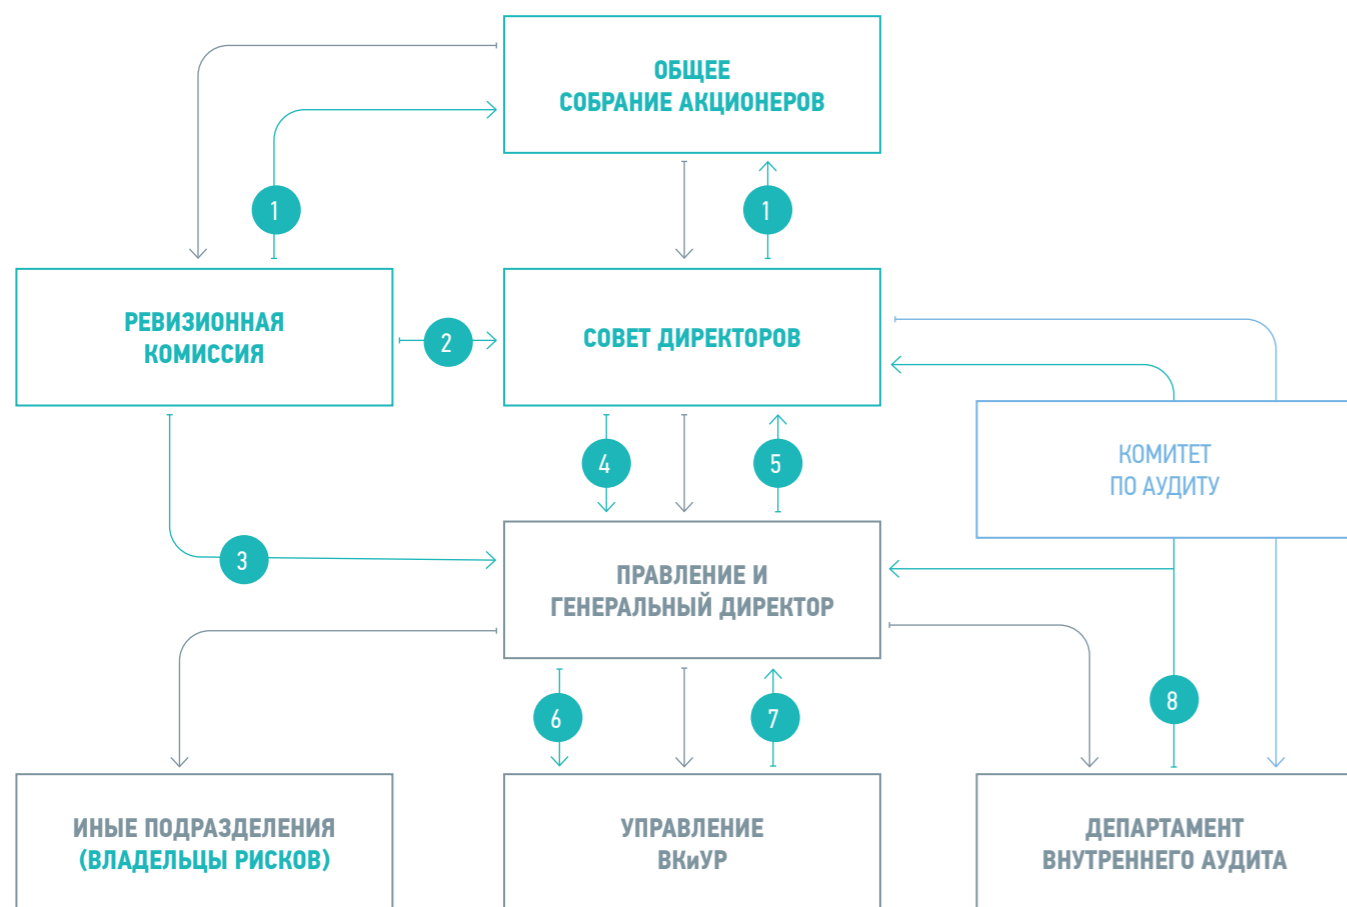 ОБЩЕЕ
СОБРАНИЕ АКЦИОНЕРОВ
1
1
РЕВИЗИОННАЯ
КОМИССИЯ
2
СОВЕТ ДИРЕКТОРОВ
4
5
КОМИТЕТ
ПО АУДИТУ
3
ПРАВЛЕНИЕ И
ГЕНЕРАЛЬНЫЙ ДИРЕКТОР
6
7
8
ИНЫЕ ПОДРАЗДЕЛЕНИЯ
(ВЛАДЕЛЬЦЫ РИСКОВ)
УПРАВЛЕНИЕ
ВКиУР
ДЕПАРТАМЕНТ
ВНУТРЕННЕГО АУДИТА